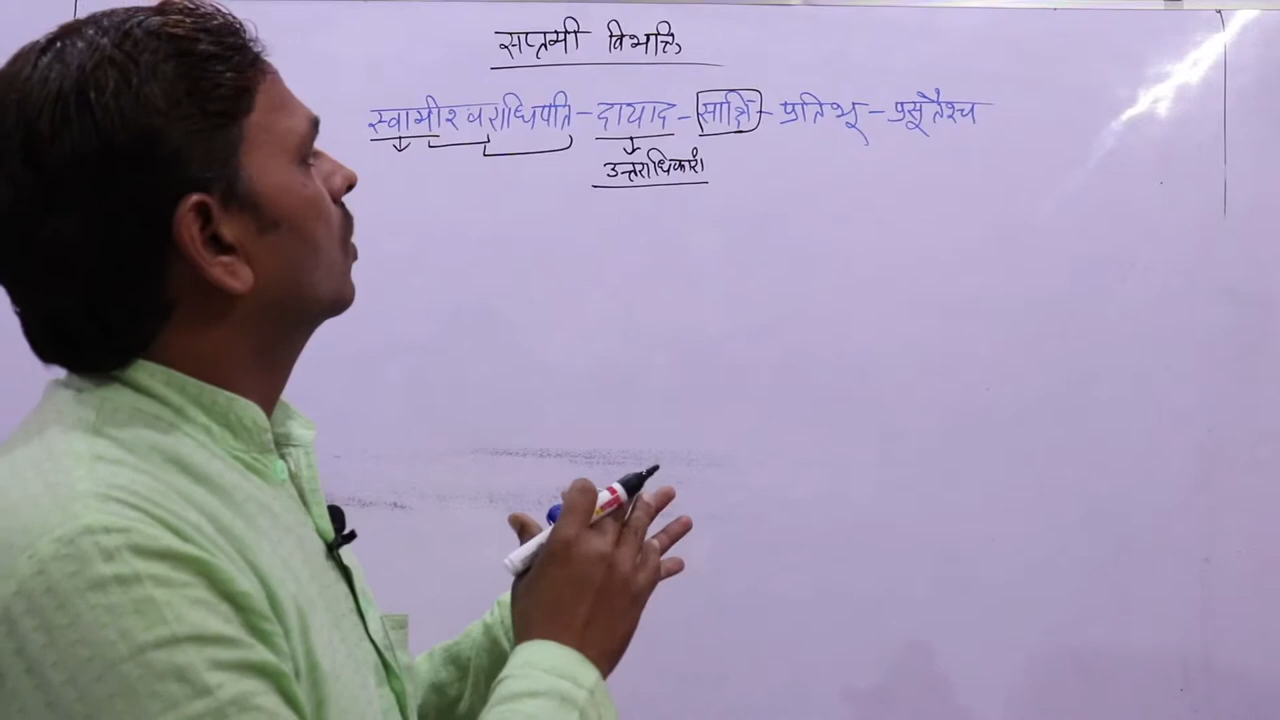 सप्तमी विभक्ति
स्वामीश्वराधिपति-दायाद-साक्षि-प्रतिभू-प्रसूतैश्च
उत्तराधिकारी